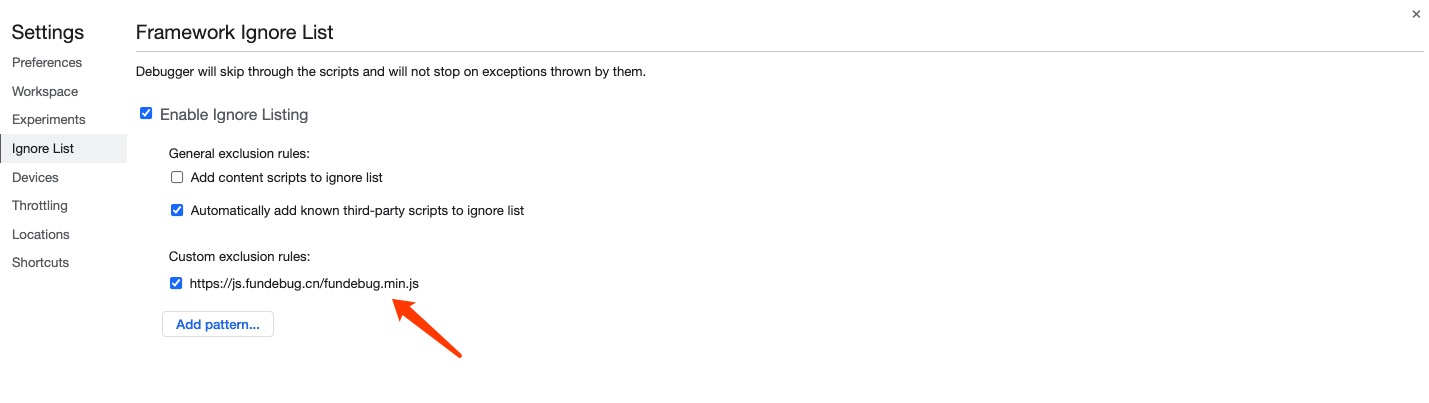 Settings
Preferences
Workspace
Experiments
Ignore List
Devices
Throttling
Locations
Shortcuts
Framework Ignore List
Debugger will skip through the scripts and will not stop on exceptions thrown by them.
Enable Ignore Listing
General exclusion rules:
Add content scripts to ignore list
Automatically add known third-party scripts to ignore list
Custom exclusion rules:
https://js.fundebug.cn/fundebug.min.js
Add pattern...